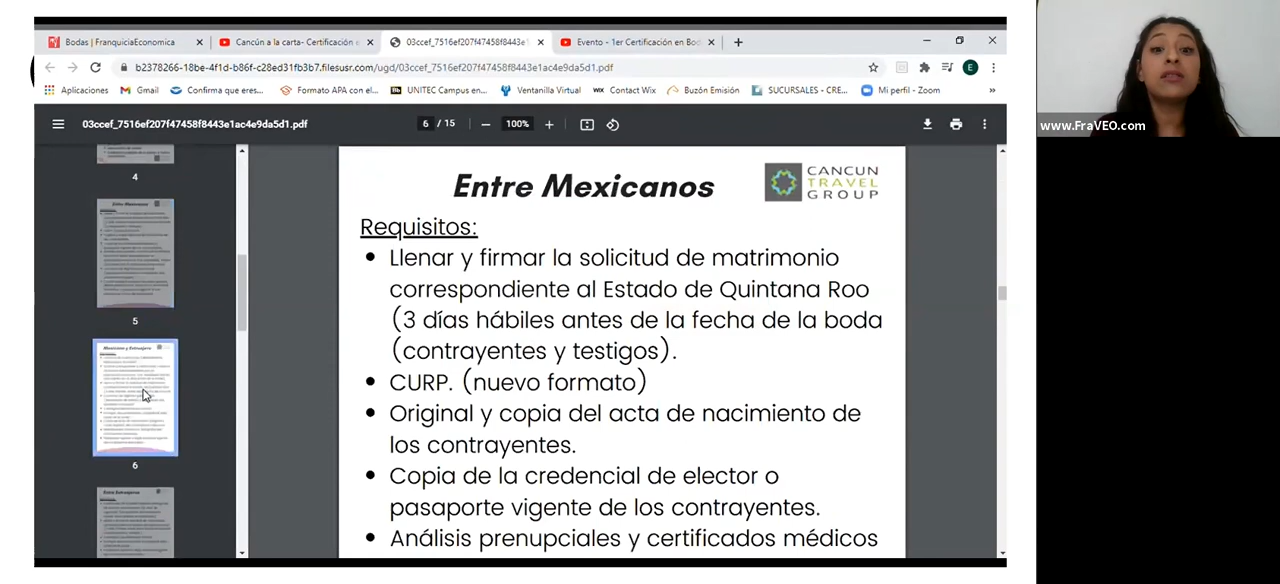 Bodas | FranquiciaEconomica
Cancún a la carta- Certificación e
03ccef_7516ef207f47458f8443e1
Evento - 1er Certificación en Bod
b2378266-18be-4f1d-b86f-c28ed31fb3b7.filesusr.com/ugd/03ccef_7516ef207f47458f8443e1ac4e9da5d1.pdf
E
Aplicaciones
Gmail
Confirma que eres...
Formato APA con el...
Bb
UNITEC Campus en...
Ventanilla Virtual
WIX
Contact Wix
Buzón Emisión
SUCURSALES - CRE...
Mi perfil - Zoom
»
03ccef_7516ef207f47458f8443e1ac4e9da5d1.pdf
6 / 15
100%
4
5
6
Entre Mexicanos
CANCUN
TRAVEL
GROUP
Requisitos:
• Llenar y firmar la solicitud de matrimonio
correspondiente al Estado de Quintana Roo
(3 días hábiles antes de la fecha de la boda
(contrayentes y testigos).
• CURP. (nuevo formato)
• Original y copia el acta de nacimiento de
los contrayentes.
• Copia de la credencial de elector o
pasaporte vigente de los contrayentes.
• Análisis prenupciales y certificados médicos
www.FraVEO.com